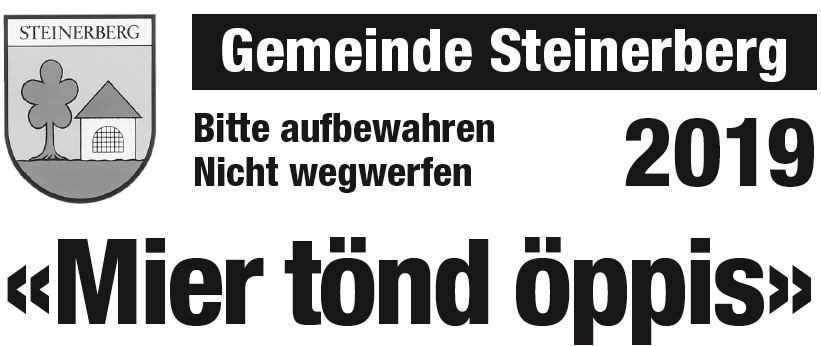 STEINERBERG
Gemeinde Steinerberg
Bitte aufbewahren
Nicht wegwerfen
2019
«Mier tönd öppis»